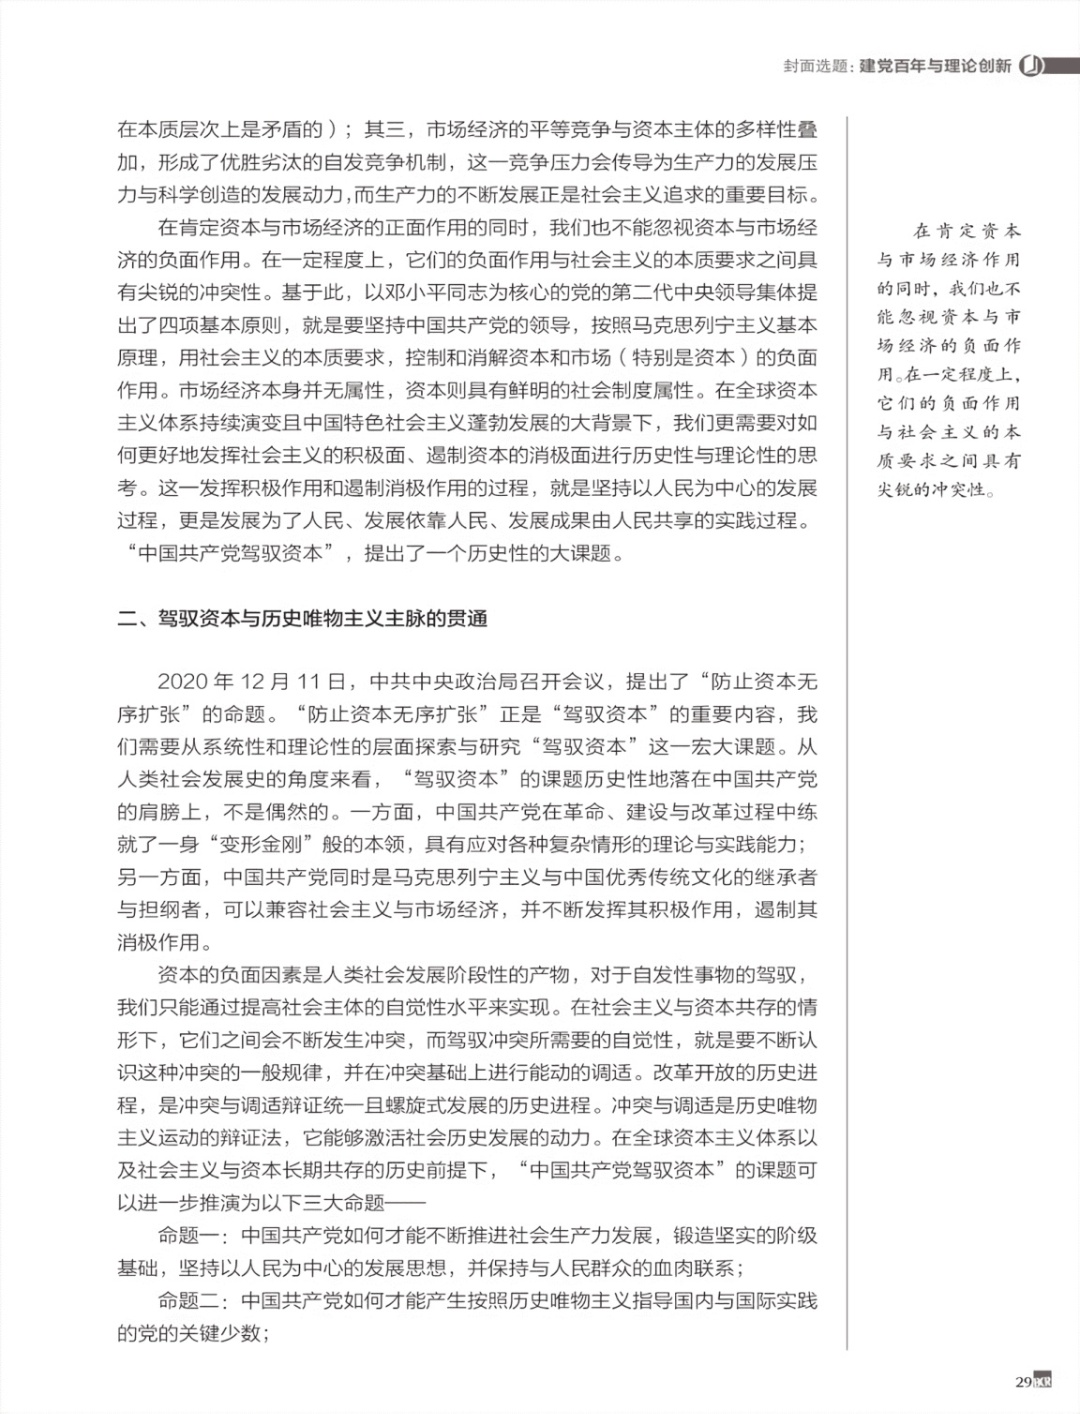 封面选题：建党百年与理论创新
在本质层次上是矛盾的）；其三，市场经济的平等竞争与资本主体的多样性叠
加，形成了优胜劣汰的自发竞争机制，这一竞争压力会传导为生产力的发展压
力与科学创造的发展动力，而生产力的不断发展正是社会主义追求的重要目标。
在肯定资本与市场经济的正面作用的同时，我们也不能忽视资本与市场经
济的负面作用。在一定程度上，它们的负面作用与社会主义的本质要求之间具
有尖锐的冲突性。基于此，以邓小平同志为核心的党的第二代中央领导集体提
出了四项基本原则，就是要坚持中国共产党的领导，按照马克思列宁主义基本
原理，用社会主义的本质要求，控制和消解资本和市场（特别是资本）的负面
作用。市场经济本身并无属性，资本则具有鲜明的社会制度属性。在全球资本
主义体系持续演变且中国特色社会主义蓬勃发展的大背景下，我们更需要对如
何更好地发挥社会主义的积极面、遏制资本的消极面进行历史性与理论性的思
考。这一发挥积极作用和遏制消极作用的过程，就是坚持以人民为中心的发展
过程，更是发展为了人民、发展依靠人民、发展成果由人民共享的实践过程。
“中国共产党驾驭资本”，提出了一个历史性的大课题。
二、驾驭资本与历史唯物主义主脉的贯通
2020 年 12 月 11 日，中共中央政治局召开会议，提出了“防止资本无
序扩张”的命题。“防止资本无序扩张”正是“驾驭资本”的重要内容，我
们需要从系统性和理论性的层面探索与研究“驾驭资本”这一宏大课题。从
人类社会发展史的角度来看，“驾驭资本”的课题历史性地落在中国共产党
的肩膀上，不是偶然的。一方面，中国共产党在革命、建设与改革过程中练
就了一身“变形金刚”般的本领，具有应对各种复杂情形的理论与实践能力；
另一方面，中国共产党同时是马克思列宁主义与中国优秀传统文化的继承者
与担纲者，可以兼容社会主义与市场经济，并不断发挥其积极作用，遏制其
消极作用。
资本的负面因素是人类社会发展阶段性的产物，对于自发性事物的驾驭，
我们只能通过提高社会主体的自觉性水平来实现。在社会主义与资本共存的情
形下，它们之间会不断发生冲突，而驾驭冲突所需要的自觉性，就是要不断认
识这种冲突的一般规律，并在冲突基础上进行能动的调适。改革开放的历史进
程，是冲突与调适辩证统一且螺旋式发展的历史进程。冲突与调适是历史唯物
主义运动的辩证法，它能够激活社会历史发展的动力。在全球资本主义体系以
及社会主义与资本长期共存的历史前提下，“中国共产党驾驭资本”的课题可
以进一步推演为以下三大命题——
命题一：中国共产党如何才能不断推进社会生产力发展，锻造坚实的阶级
基础，坚持以人民为中心的发展思想，并保持与人民群众的血肉联系；
命题二：中国共产党如何才能产生按照历史唯物主义指导国内与国际实践
的党的关键少数；
在肯定资本
与市场经济作用
的同时，我们也不
能忽视资本与市
场经济的负面作
用。在一定程度上，
它们的负面作用
与社会主义的本
质要求之间具有
尖锐的冲突性。
29